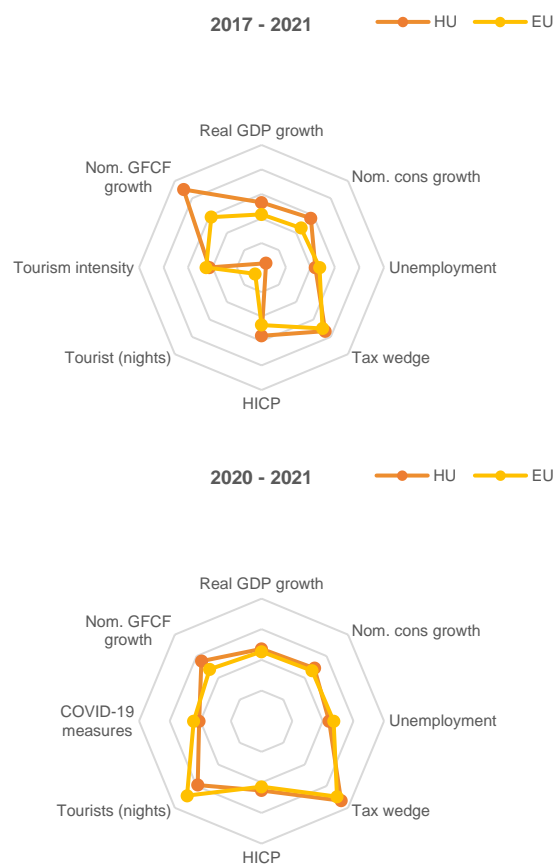 2017 - 2021
HU
EU
Real GDP growth
Nom. GFCF
growth
Nom. cons growth
Tourism intensity
Unemployment
Tourist (nights)
Tax wedge
HICP
2020 - 2021
HU
EU
Real GDP growth
Nom. GFCF
growth
Nom. cons growth
COVID-19
measures
Unemployment
Tourists (nights)
Tax wedge
HICP